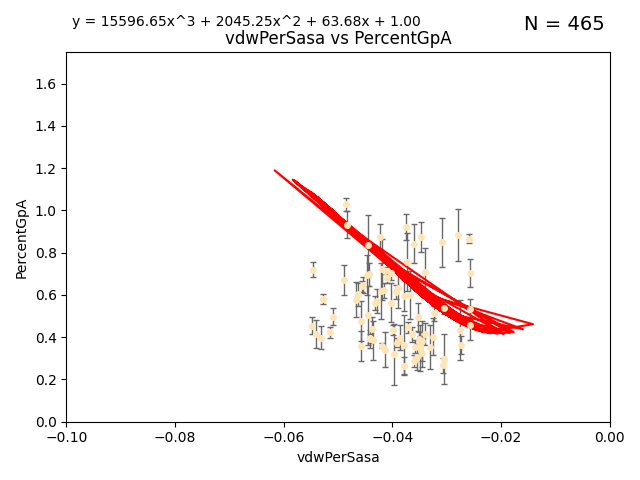 y = 15596.65x^3 + 2045.25x^2 + 63.68x + 1.00
N = 465
vdwPerSasa vs PercentGpA
1.6
1.4
1.2
1.0
0.8
0.6
0.4
0.2
0.0
PercentGpA
−0.10 −0.08 −0.06 −0.04 −0.02 0.00
vdwPerSasa